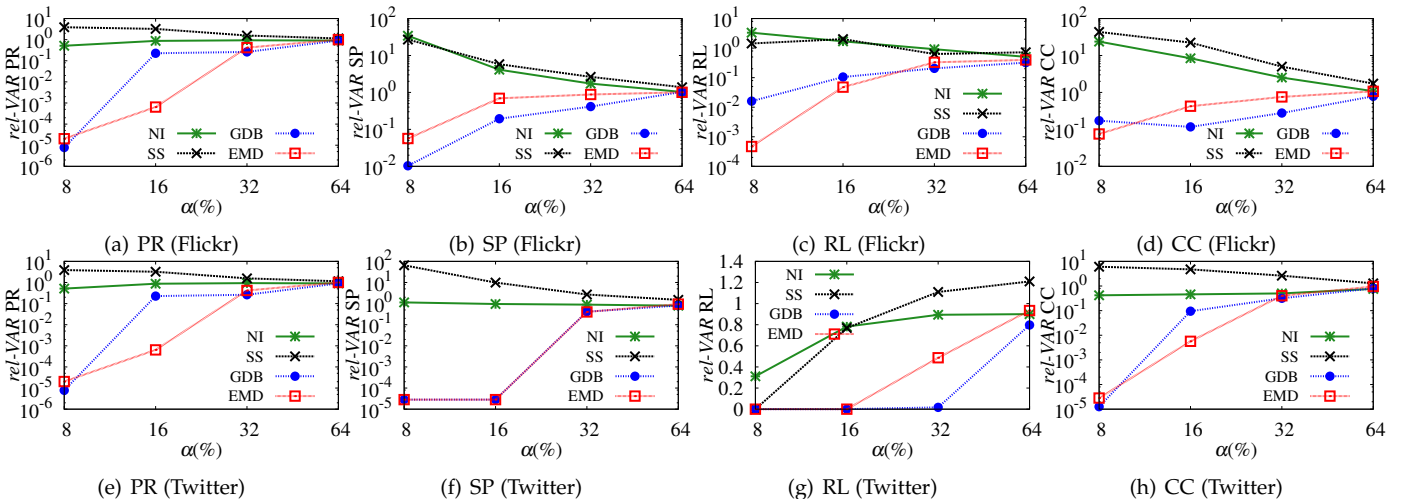 rel-VAR PR
10^1
1.0
10^-1
10^-2
10^-3
10^-4
10^-5
10^-6
NI GDB
SS EMD
8 16 32 64
α(%)
(a) PR (Flickr)
rel-VAR SP
10^2
10^1
10^0
10^-1
10^-2
NI GDB
SS EMD
8 16 32 64
α(%)
(b) SP (Flickr)
rel-VAR RL
10^1
10^0
10^-1
10^-2
10^-3
10^-4
NI
SS
GDB
EMD
8 16 32 64
α(%)
(c) RL (Flickr)
rel-VAR CC
10^2
10^1
10^0
10^-1
10^-2
NI GDB
SS EMD
8 16 32 64
α(%)
(d) CC (Flickr)
rel-VAR PR
10^1
1.0
10^-1
10^-2
10^-3
10^-4
10^-5
10^-6
NI GDB
SS EMD
8 16 32 64
α(%)
(e) PR (Twitter)
rel-VAR SP
10^2
10^1
10^0
10^-1
10^-2
10^-3
10^-4
10^-5
NI
SS
GDB
EMD
8 16 32 64
α(%)
(f) SP (Twitter)
rel-VAR RL
1.4
1.2
1
0.8
0.6
0.4
0.2
0
NI
SS
GDB
EMD
8 16 32 64
α(%)
(g) RL (Twitter)
rel-VAR CC
10^1
10^0
10^-1
10^-2
10^-3
10^-4
10^-5
NI
SS
GDB
EMD
8 16 32 64
α(%)
(h) CC (Twitter)